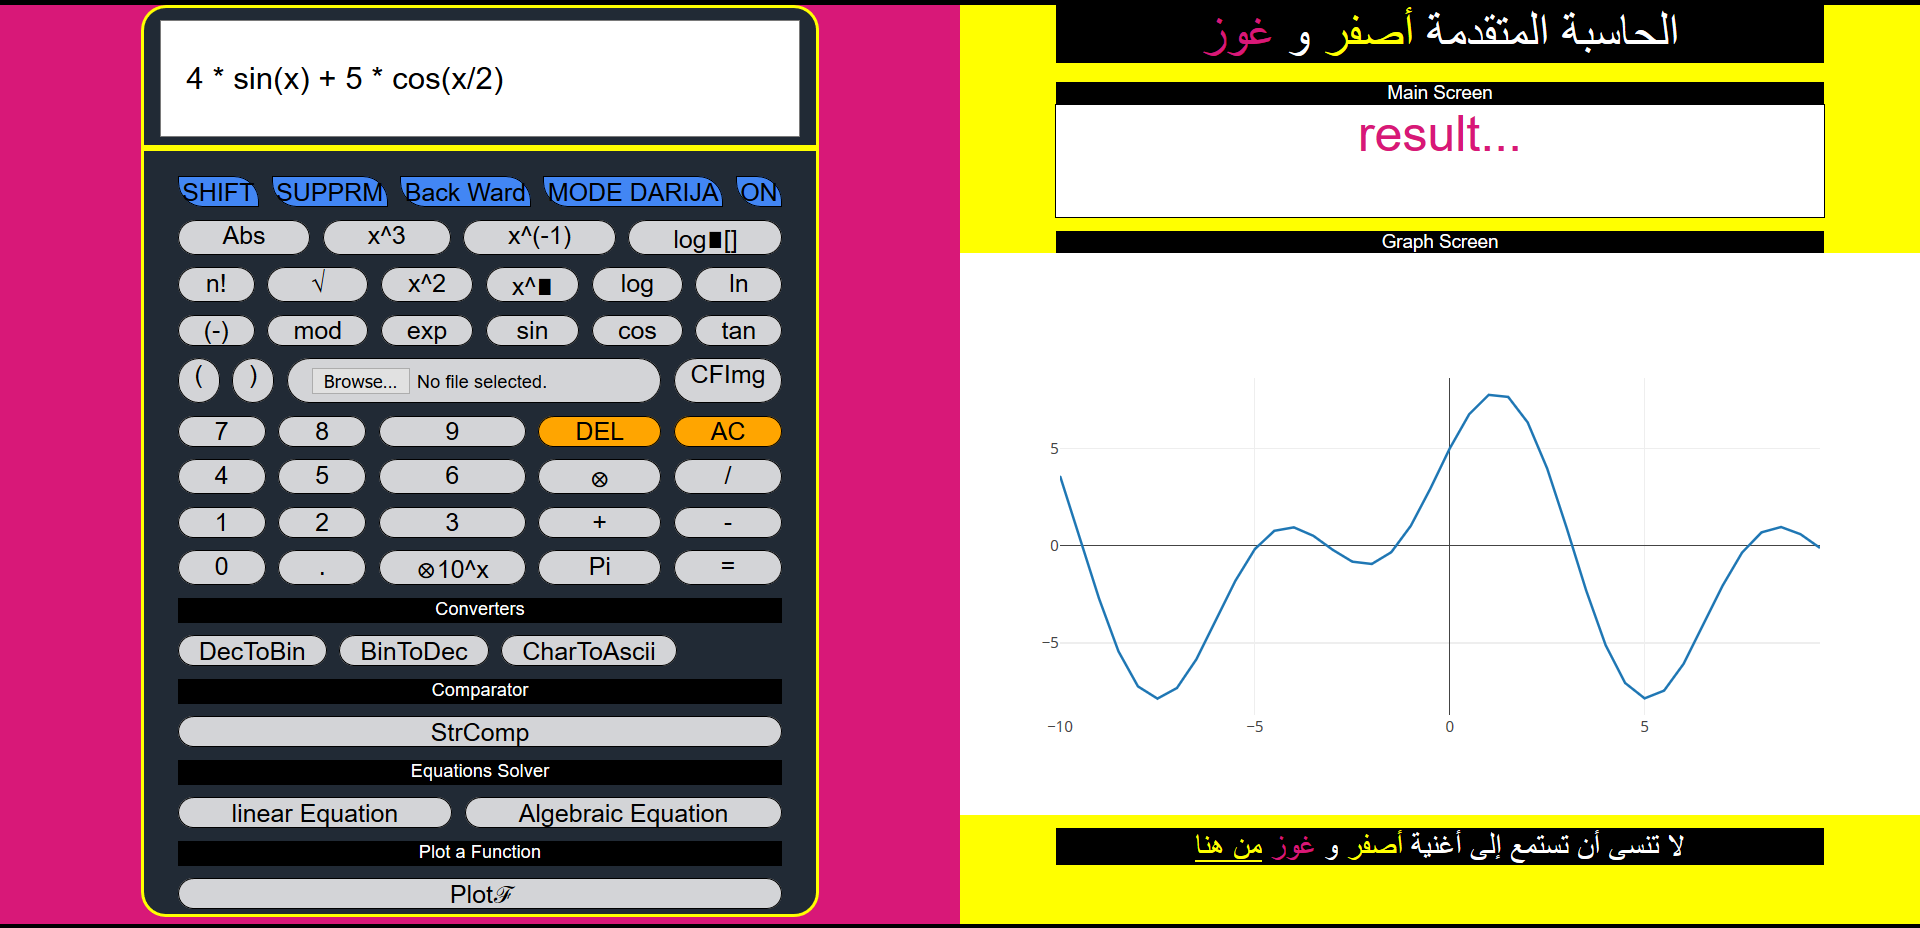 4 * sin(x) + 5 * cos(x/2)
SHIFT SUPPRM Back Ward MODE DARIJA ON
Abs x^3 x^(-1) log∎[]
n! √ x^2 x^∎ log ln
(-) mod exp sin cos tan
( ) Browse... No file selected. CFImg
7 8 9 DEL AC
4 5 6 ⊗ /
1 2 3 + -
0 . ⊗10^x Pi =
Converters
DecToBin BinToDec CharToAscii
Comparator
StrComp
Equations Solver
linear Equation Algebraic Equation
Plot a Function
Plotℱ
الحاسبة المتقدمة أصفر و غوز
Main Screen
result...
Graph Screen
5
0
−5
−10 −5 0 5
لا تنسى أن تستمع إلى أغنية أصفر و غوز من هنا